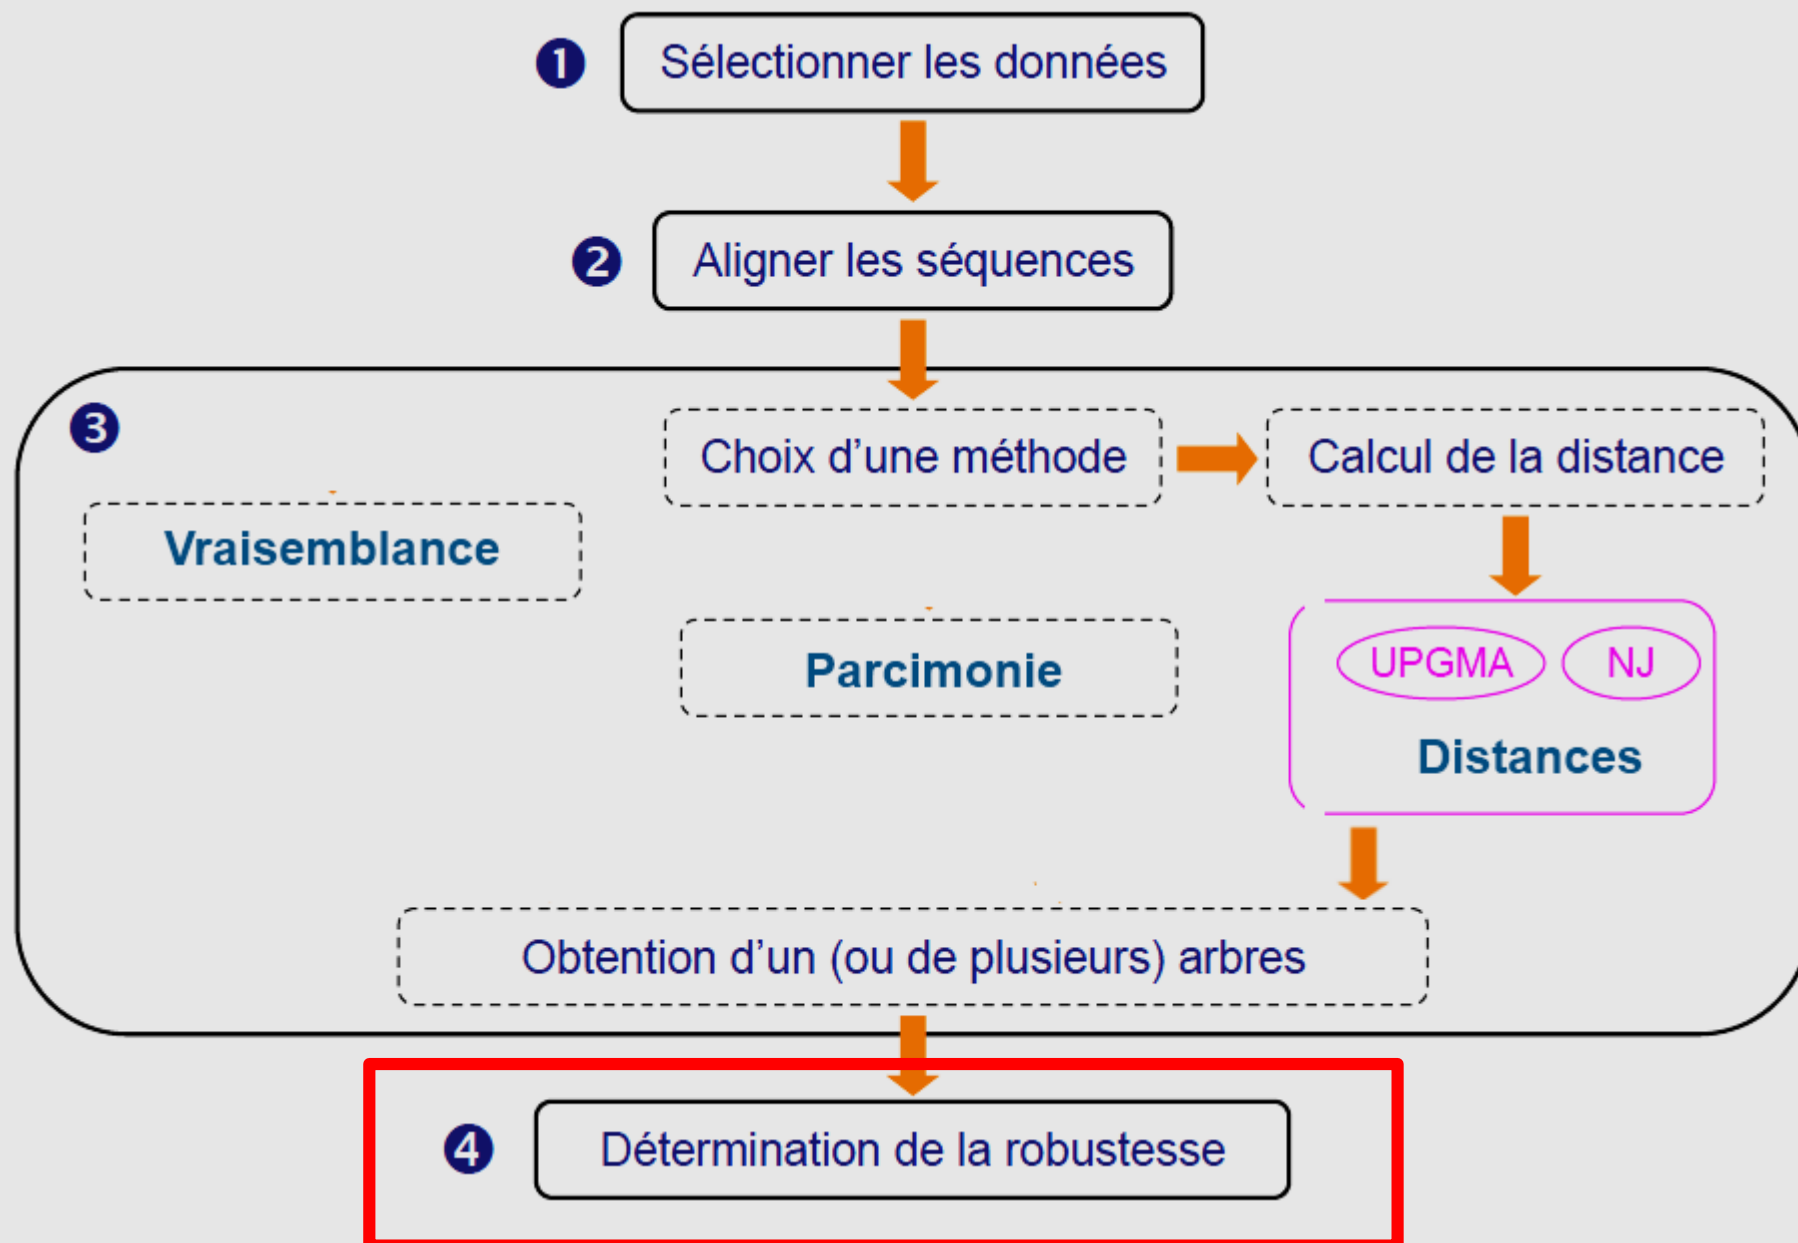 ❶ Sélectionner les données
❷ Aligner les séquences
❸
Choix d'une méthode
Calcul de la distance
Vraisemblance
Parcimonie
UPGMA
NJ
Distances
Obtention d'un (ou de plusieurs) arbres
❹ Détermination de la robustesse